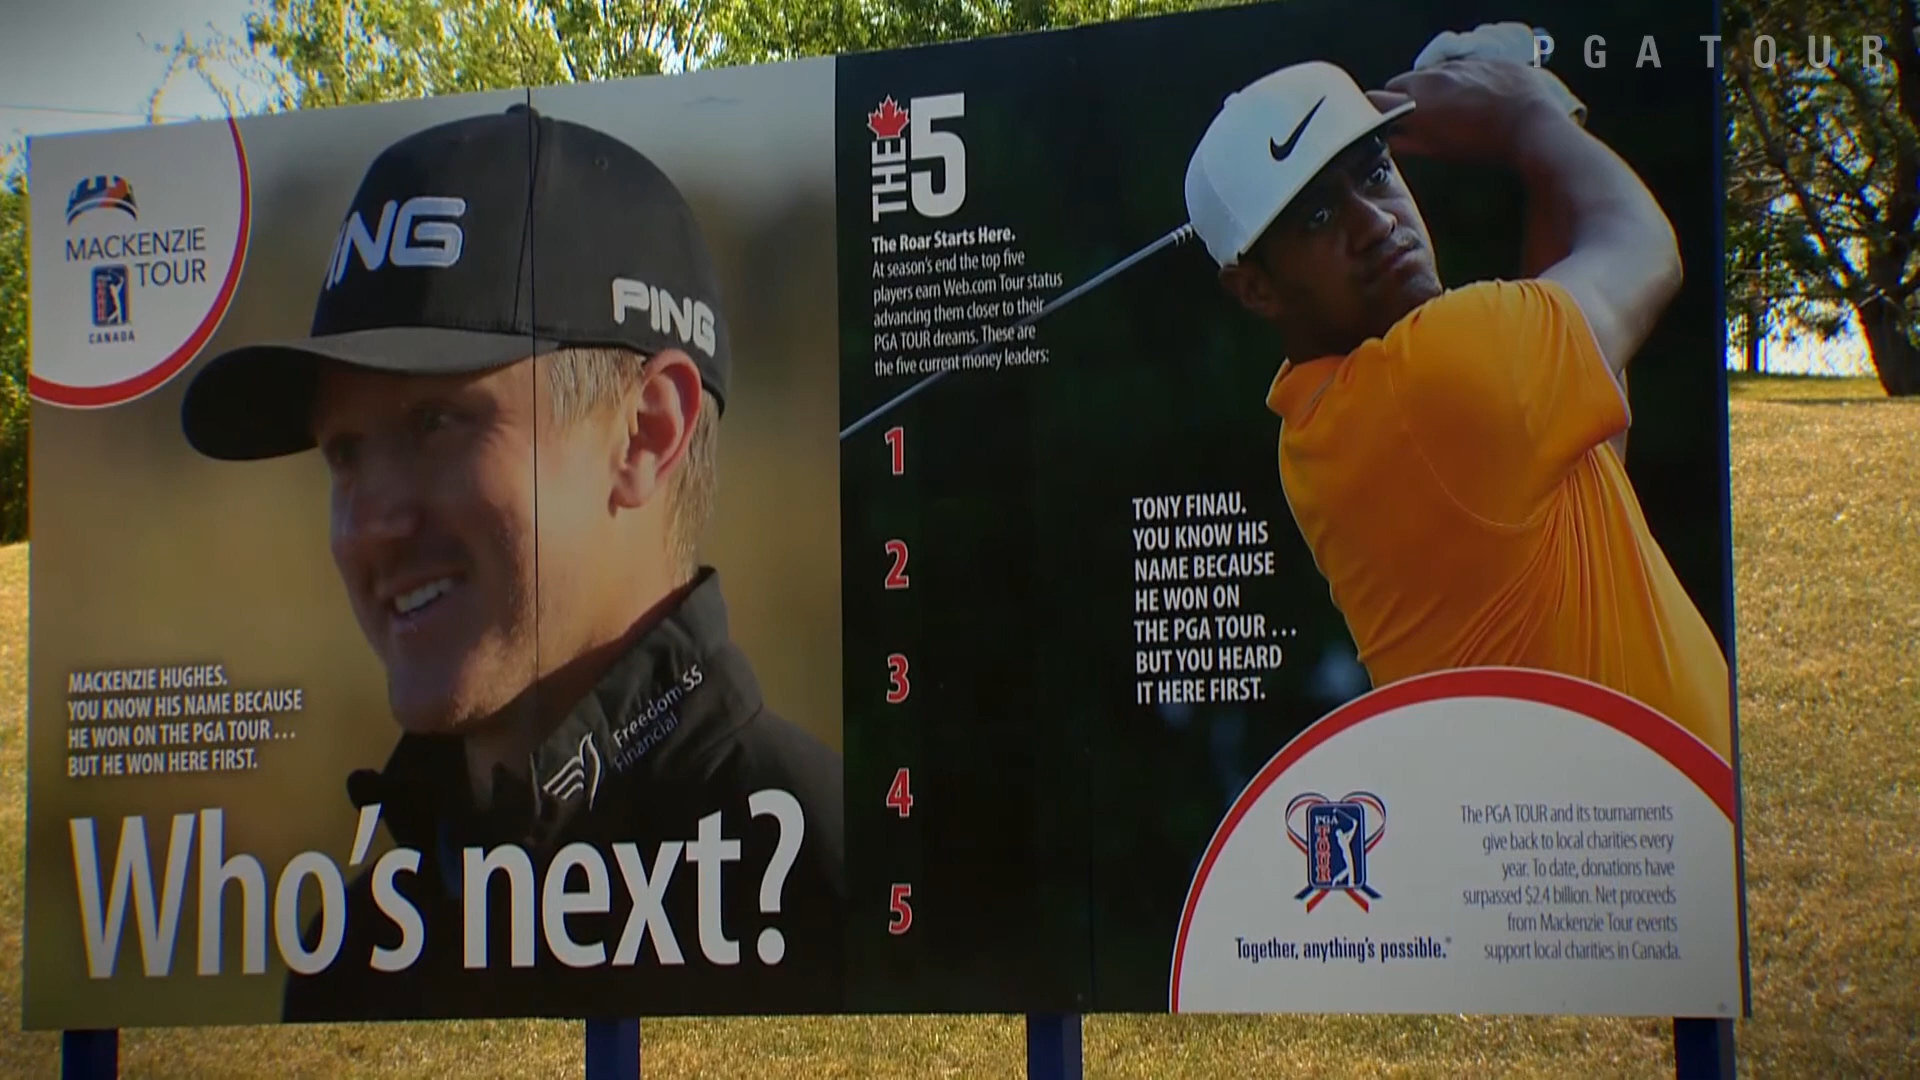 PGA TOUR
MACKENZIE
TOUR
PGA TOUR
CANADA
PING
PING
Freedom 55
Financial
MACKENZIE HUGHES.
YOU KNOW HIS NAME BECAUSE
HE WON ON THE PGA TOUR...
BUT HE WON HERE FIRST.
Who's next?
THE 5
The Roar Starts Here.
At season's end the top five
players earn Web.com Tour status
advancing them closer to their
PGA TOUR dreams. These are
the five current money leaders:
1
2
3
4
5
TONY FINAU.
YOU KNOW HIS
NAME BECAUSE
HE WON ON
THE PGA TOUR...
BUT YOU HEARD
IT HERE FIRST.
PGA
TOUR
Together, anything's possible.®
The PGA TOUR and its tournaments
give back to local charities every
year. To date, donations have
surpassed $2.4 billion. Net proceeds
from Mackenzie Tour events
support local charities in Canada.